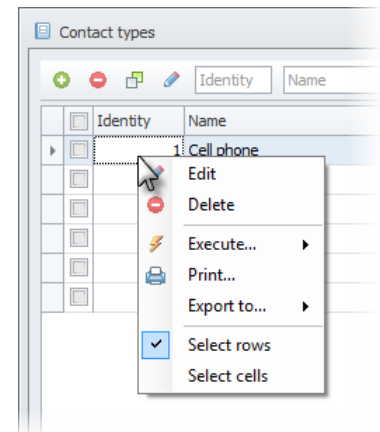 Contact types
Identity Name
Identity Name
1 Cell phone
Edit
Delete
Execute...
Print...
Export to...
Select rows
Select cells